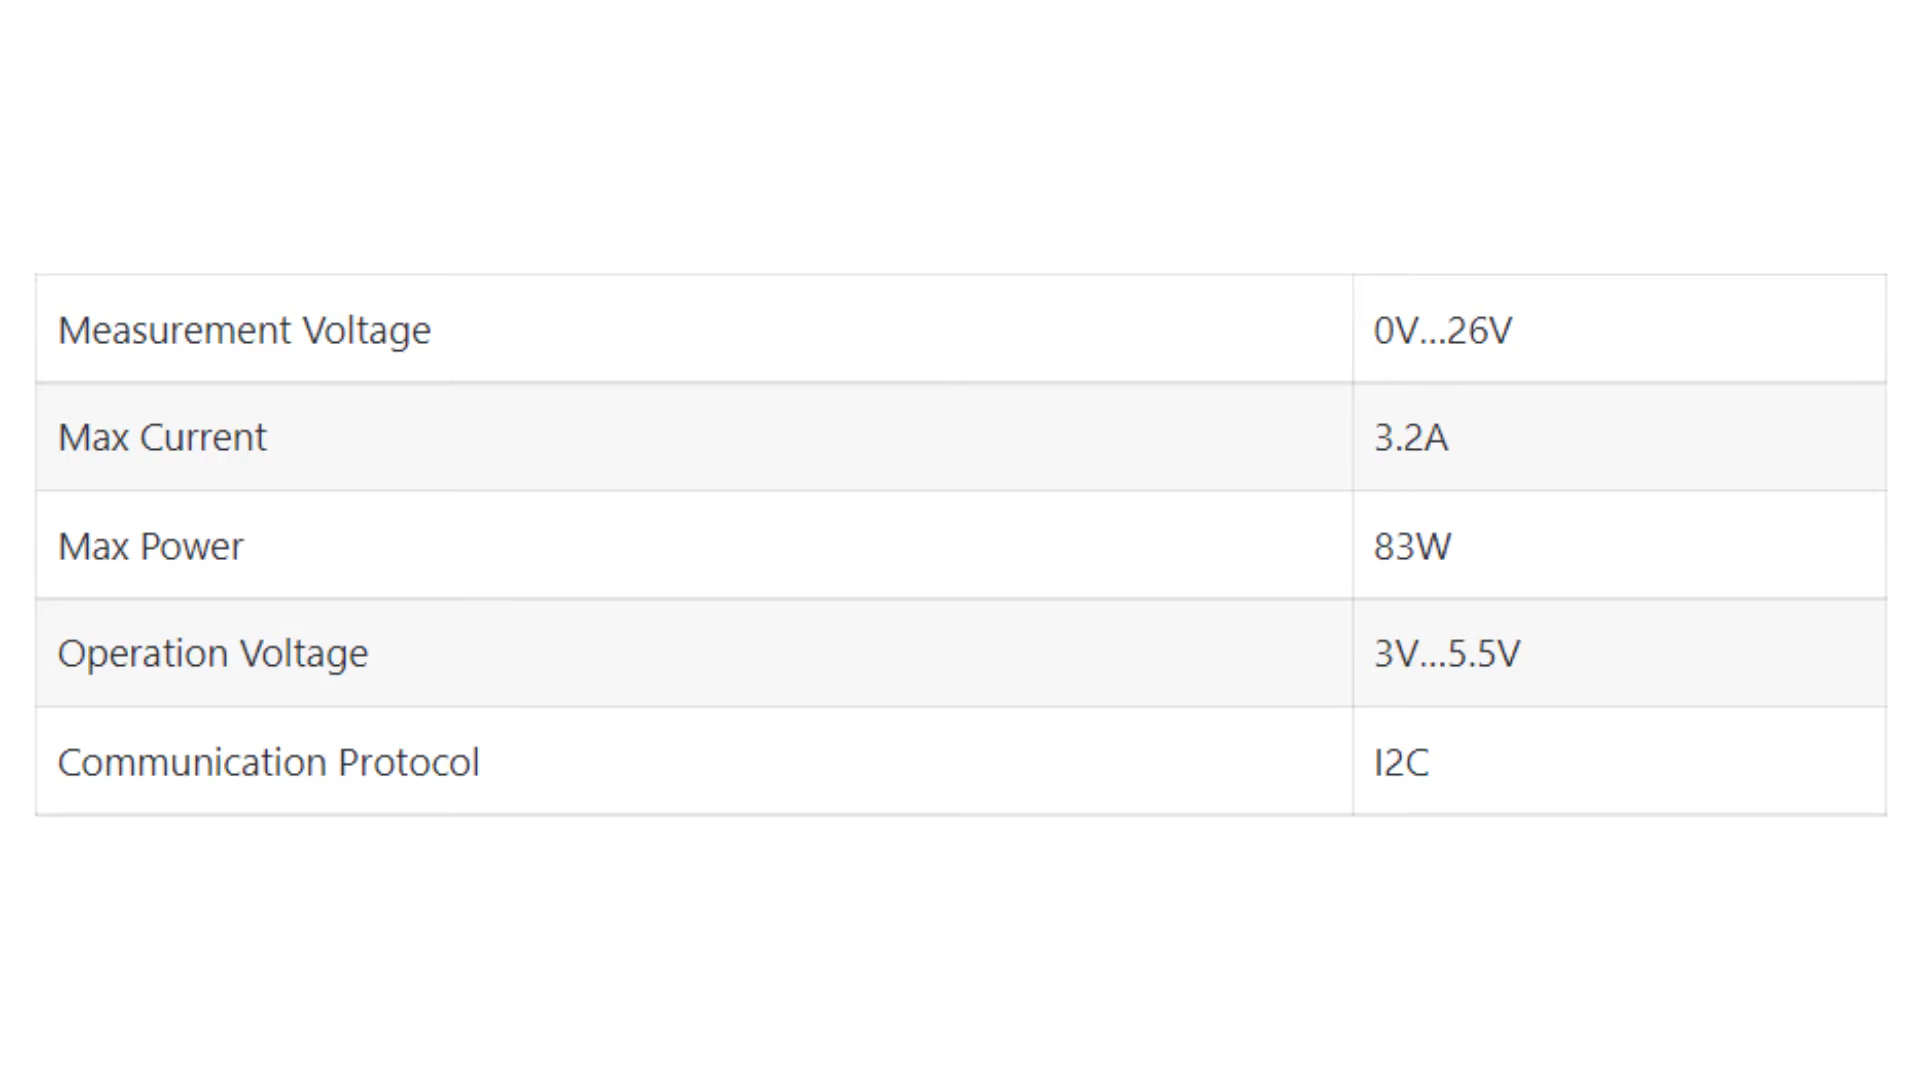 Measurement Voltage 0V...26V
Max Current 3.2A
Max Power 83W
Operation Voltage 3V...5.5V
Communication Protocol I2C